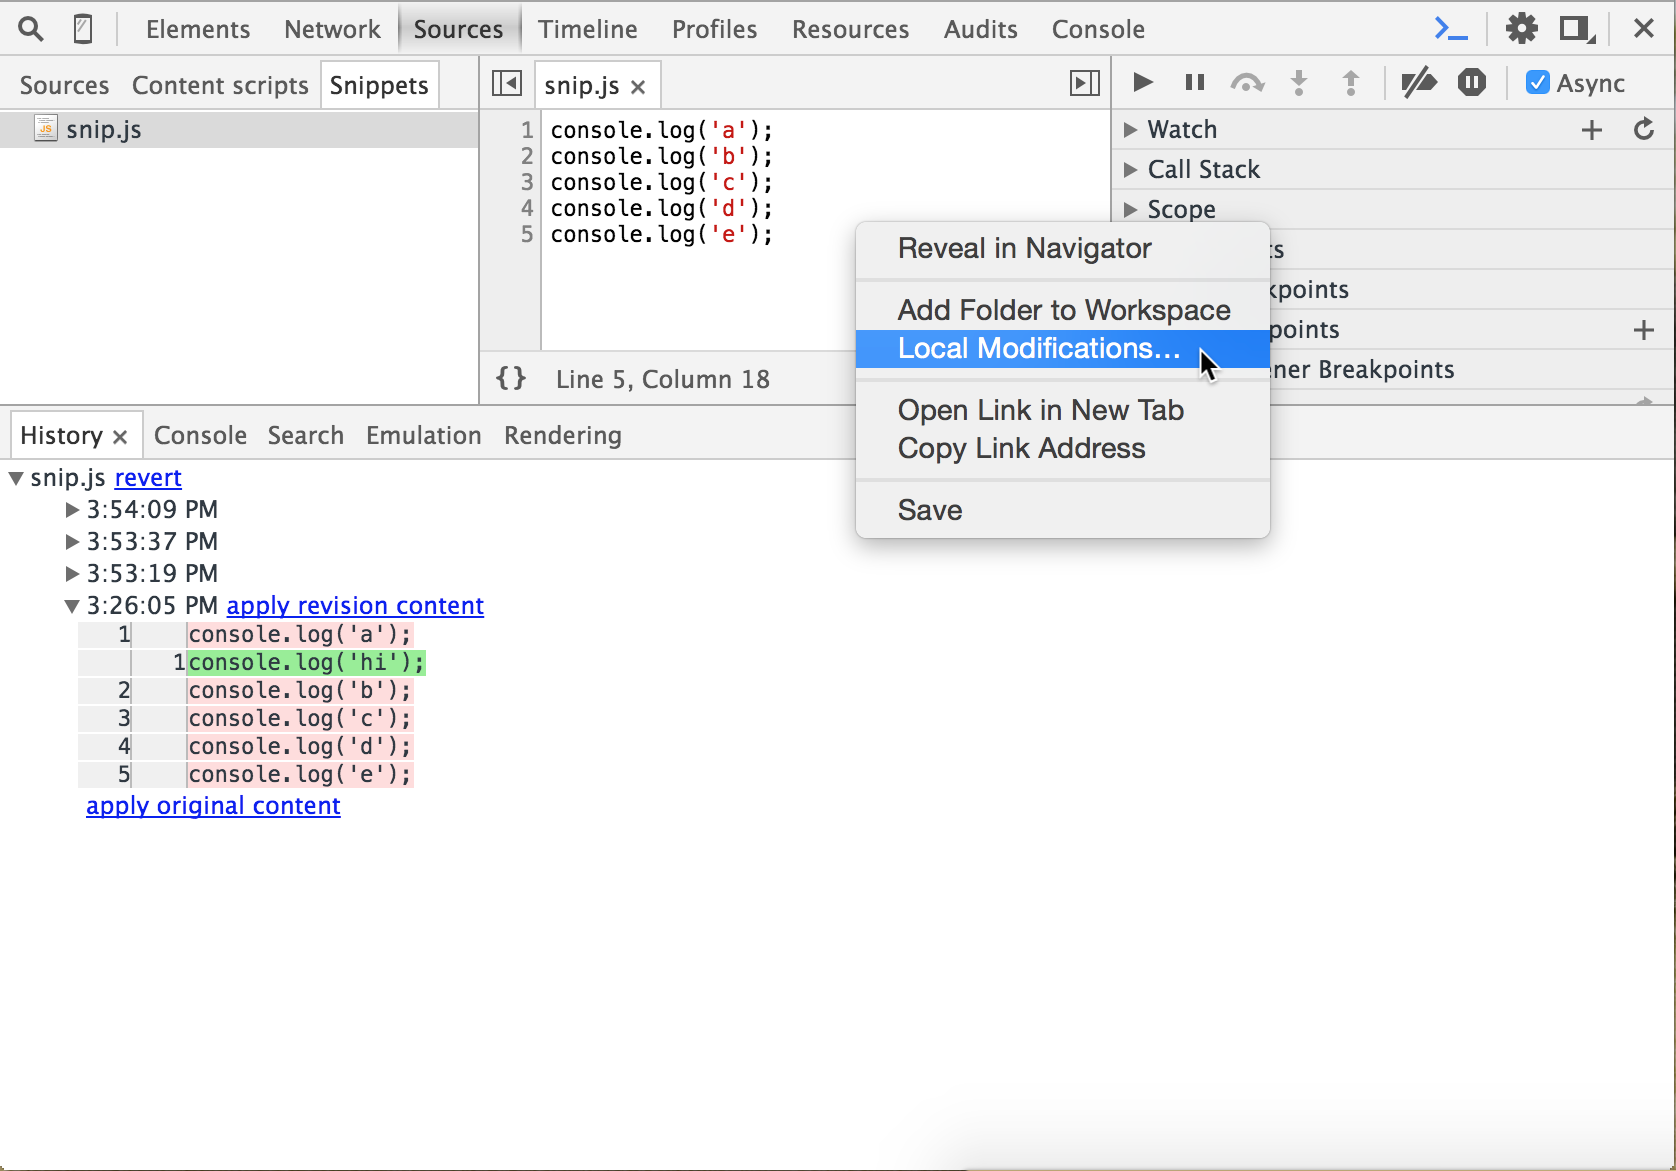 Elements Network Sources Timeline Profiles Resources Audits Console
Sources Content scripts Snippets
snip.js
snip.js ×
Async
1 console.log('a');
2 console.log('b');
3 console.log('c');
4 console.log('d');
5 console.log('e');
{} Line 5, Column 18
Watch
Call Stack
Scope
ts
kpoints
points
ener Breakpoints
Reveal in Navigator
Add Folder to Workspace
Local Modifications...
Open Link in New Tab
Copy Link Address
Save
History × Console Search Emulation Rendering
snip.js revert
3:54:09 PM
3:53:37 PM
3:53:19 PM
3:26:05 PM apply revision content
1 console.log('a');
1 console.log('hi');
2 console.log('b');
3 console.log('c');
4 console.log('d');
5 console.log('e');
apply original content